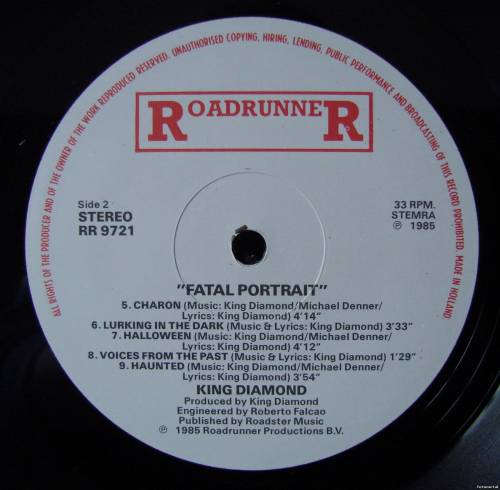 ALL RIGHTS OF THE PRODUCER AND OF THE OWNER OF THE WORK REPRODUCED RESERVED. UNAUTHORISED COPYING, HIRING, LENDING, PUBLIC PERFORMANCE AND BROADCASTING OF THIS RECORD PROHIBITED. MADE IN HOLLAND.
ROADRUNNER
Side 2
STEREO
RR 9721
33 RPM.
STEMRA
℗ 1985
"FATAL PORTRAIT"
5. CHARON (Music: King Diamond/Michael Denner/
Lyrics: King Diamond) 4'14"
6. LURKING IN THE DARK (Music & Lyrics: King Diamond) 3'33"
7. HALLOWEEN (Music: King Diamond/Michael Denner/
Lyrics: King Diamond) 4'12"
8. VOICES FROM THE PAST (Music & Lyrics: King Diamond) 1'29"
9. HAUNTED (Music: King Diamond/Michael Denner/
Lyrics: King Diamond) 3'54"
KING DIAMOND
Produced by King Diamond
Engineered by Roberto Falcao
Published by Roadster Music
℗ 1985 Roadrunner Productions B.V.